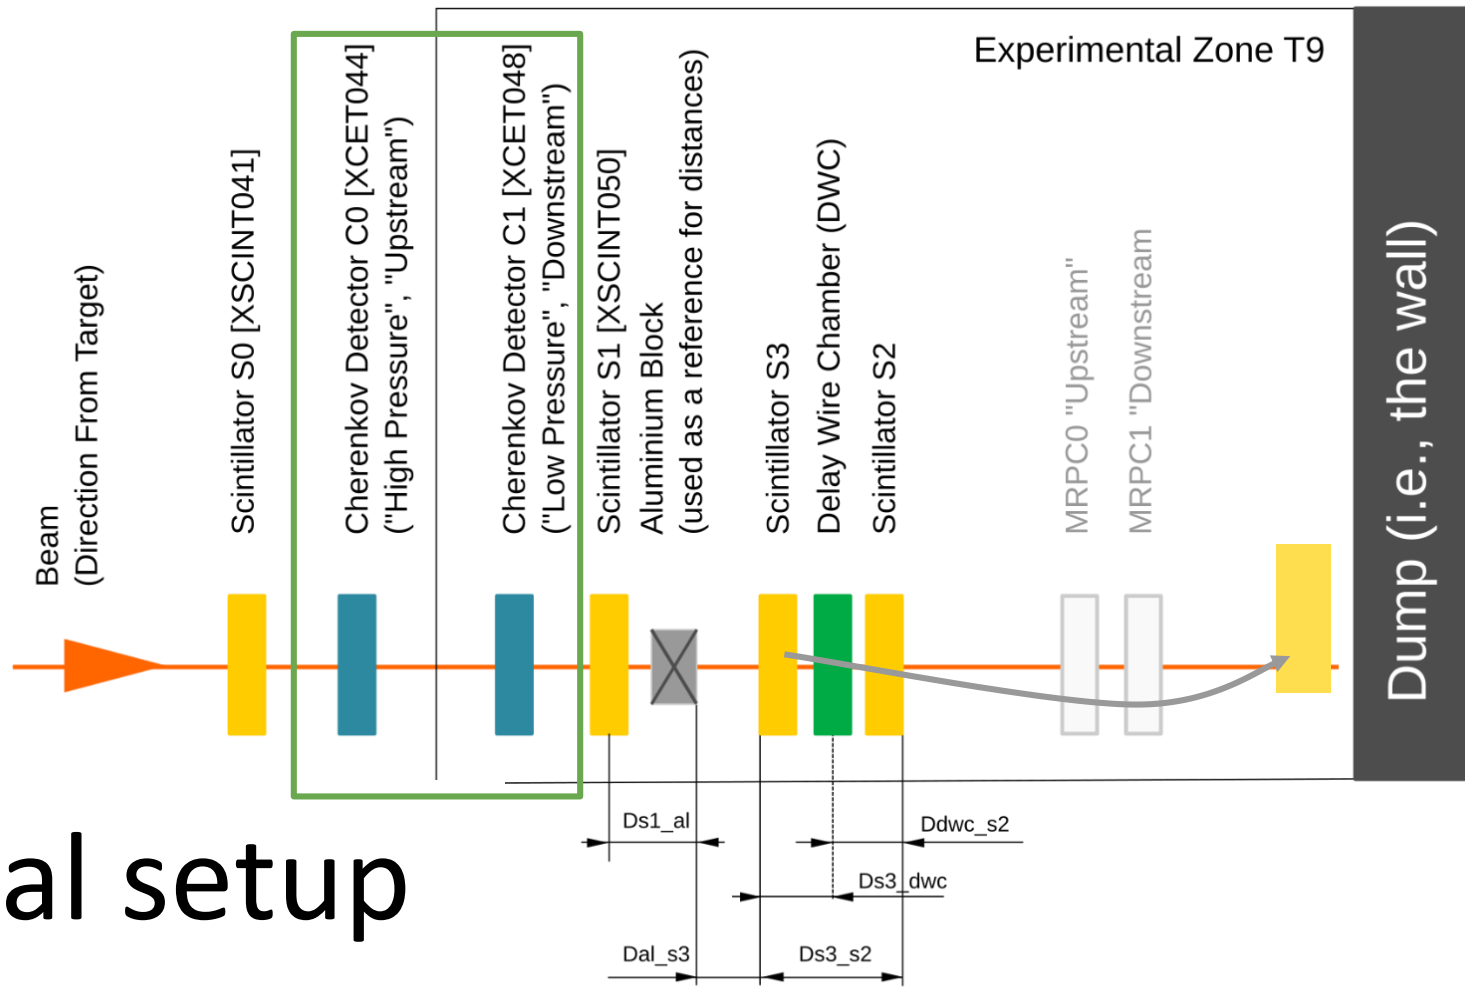 Experimental Zone T9
Beam
(Direction From Target)
Scintillator S0 [XSCINT041]
Cherenkov Detector C0 [XCET044]
("High Pressure", "Upstream")
Cherenkov Detector C1 [XCET048]
("Low Pressure", "Downstream")
Scintillator S1 [XSCINT050]
Aluminium Block
(used as a reference for distances)
Scintillator S3
Delay Wire Chamber (DWC)
Scintillator S2
MRPC0 "Upstream"
MRPC1 "Downstream
Dump (i.e., the wall)
Ds1_al
Ddwc_s2
Ds3_dwc
Dal_s3
Ds3_s2
al setup